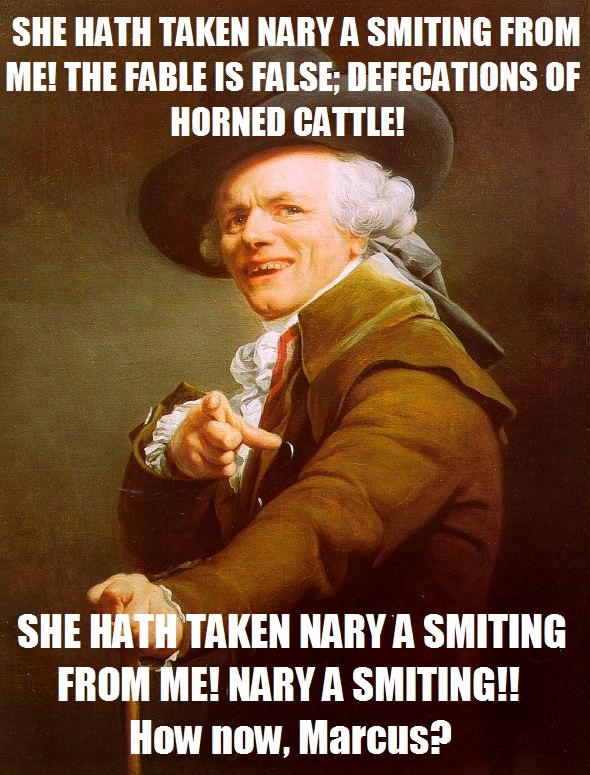 SHE HATH TAKEN NARY A SMITING FROM
ME! THE FABLE IS FALSE; DEFECATIONS OF
HORNED CATTLE!
SHE HATH TAKEN NARY A SMITING
FROM ME! NARY A SMITING!!
How now, Marcus?